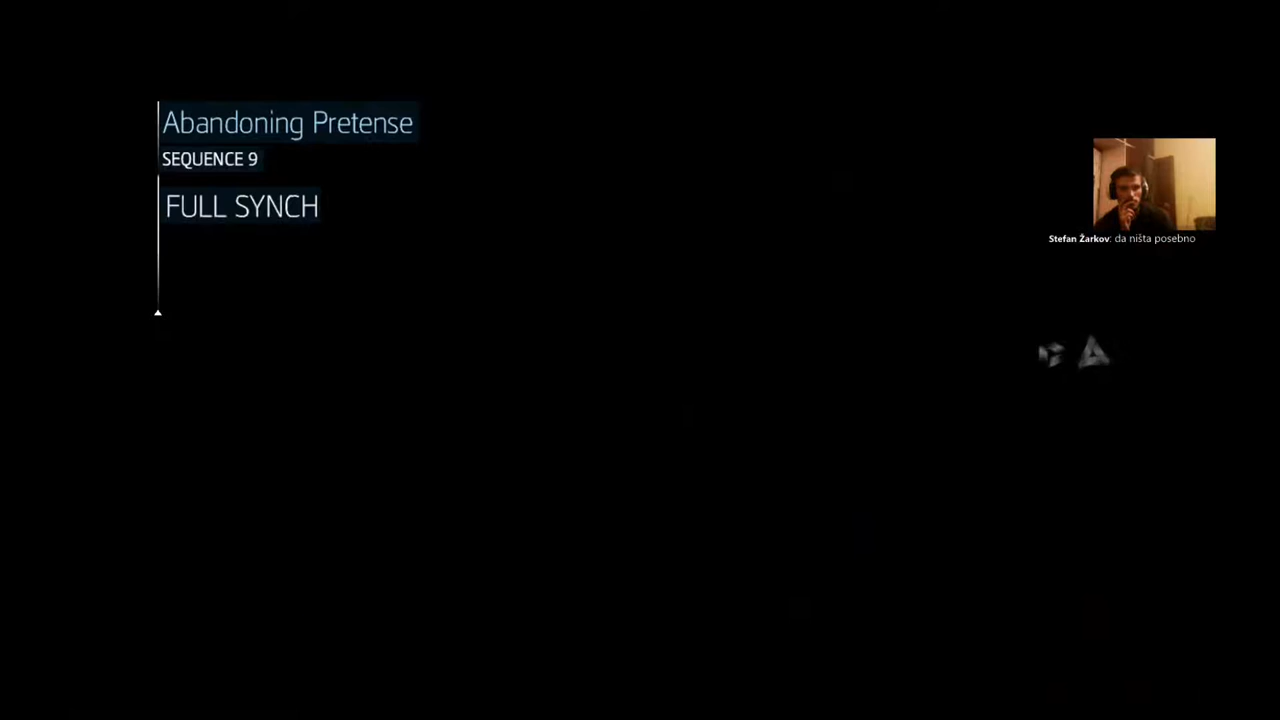 Abandoning Pretense
SEQUENCE 9
FULL SYNCH
Stefan Žarkov: da ništa posebno